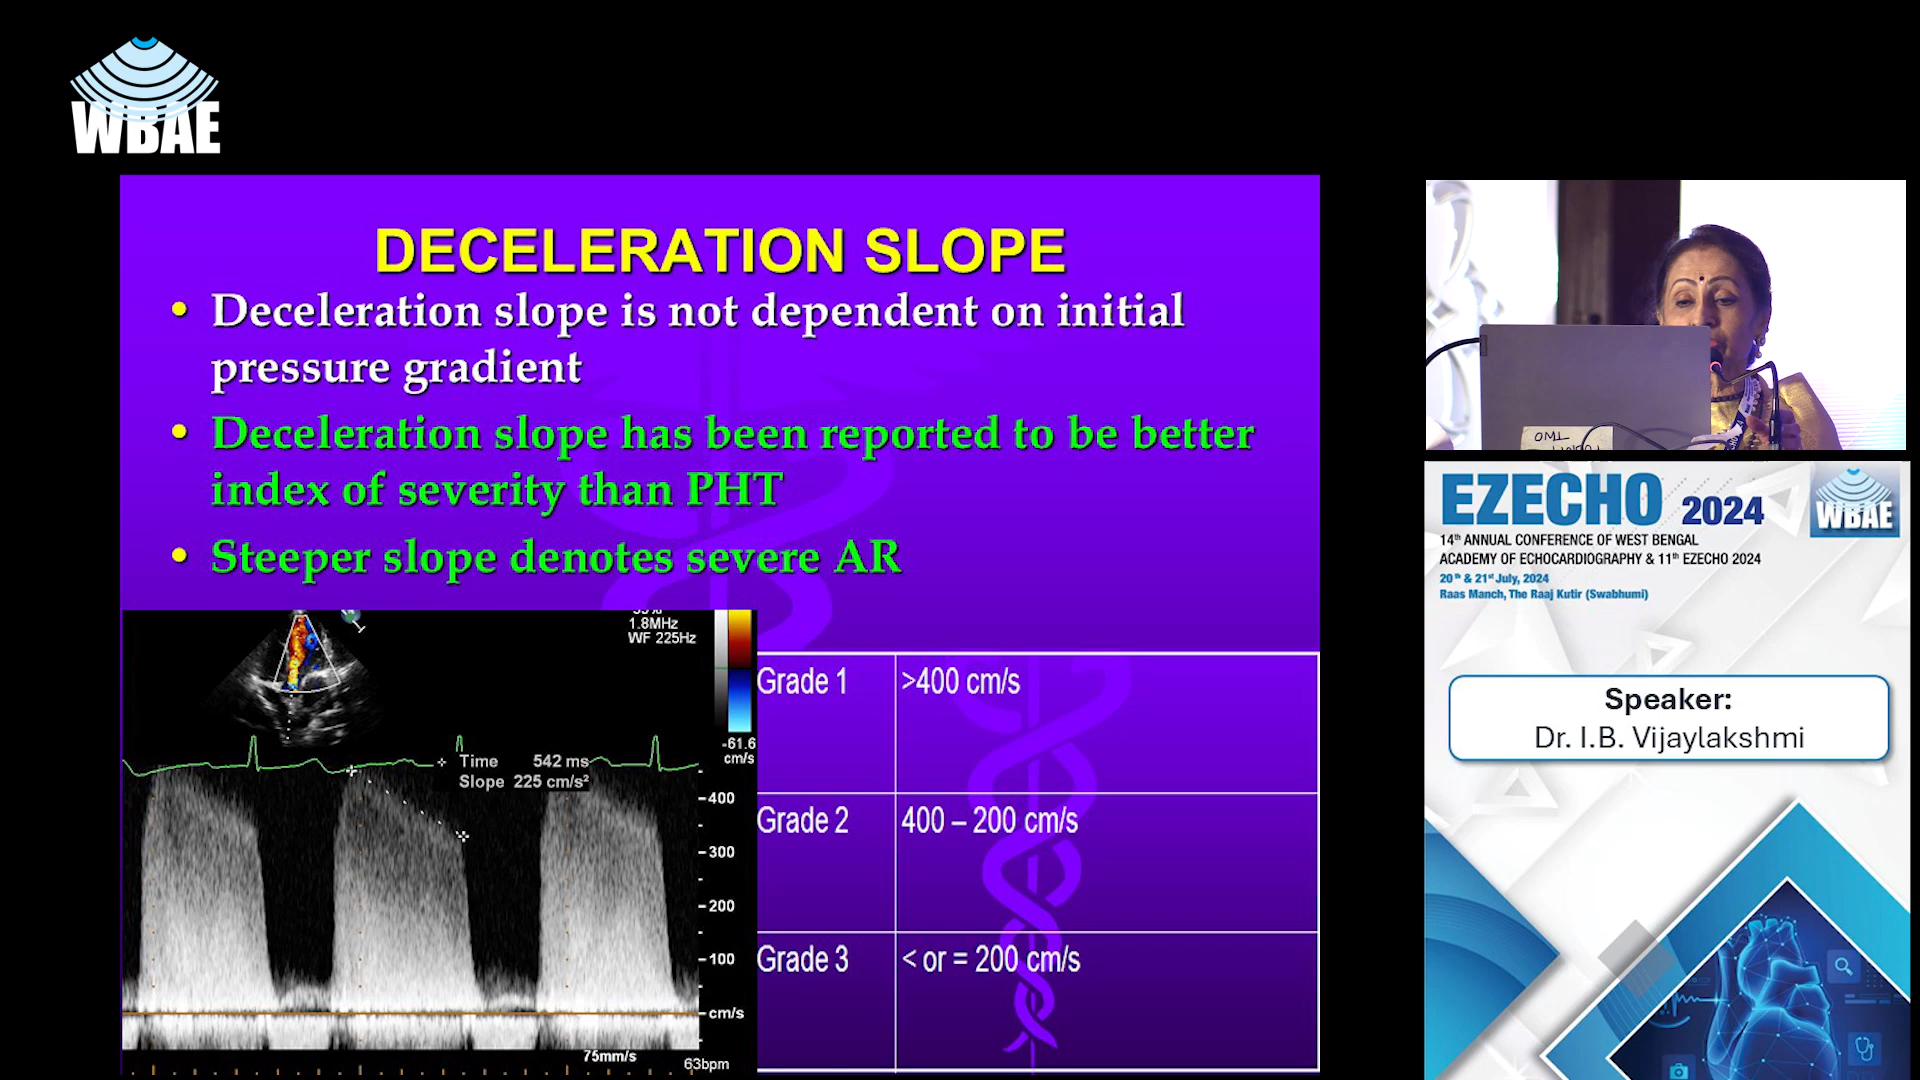 WBAE
DECELERATION SLOPE
• Deceleration slope is not dependent on initial
pressure gradient
• Deceleration slope has been reported to be better
index of severity than PHT
• Steeper slope denotes severe AR
1.8MHz
WF 225Hz
-61.6
cm/s
Time 542 ms
Slope 225 cm/s²
-400
-300
-200
-100
-cm/s
75mm/s
63bpm
Grade 1 >400 cm/s
Grade 2 400 – 200 cm/s
Grade 3 < or = 200 cm/s
EZECHO 2024
WBAE
14th ANNUAL CONFERENCE OF WEST BENGAL
ACADEMY OF ECHOCARDIOGRAPHY & 11th EZECHO 2024
20th & 21st July, 2024
Raas Manch, The Raaj Kutir (Swabhumi)
Speaker:
Dr. I.B. Vijaylakshmi